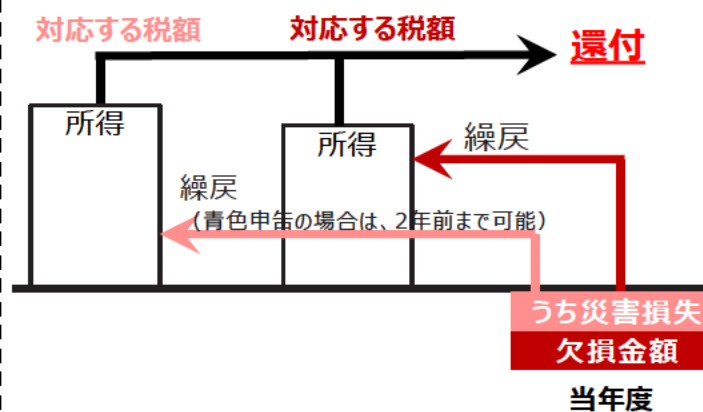 対応する税額
対応する税額
還付
所得
所得
繰戻
繰戻
（青色申告の場合は、2年前まで可能）
うち災害損失
欠損金額
当年度